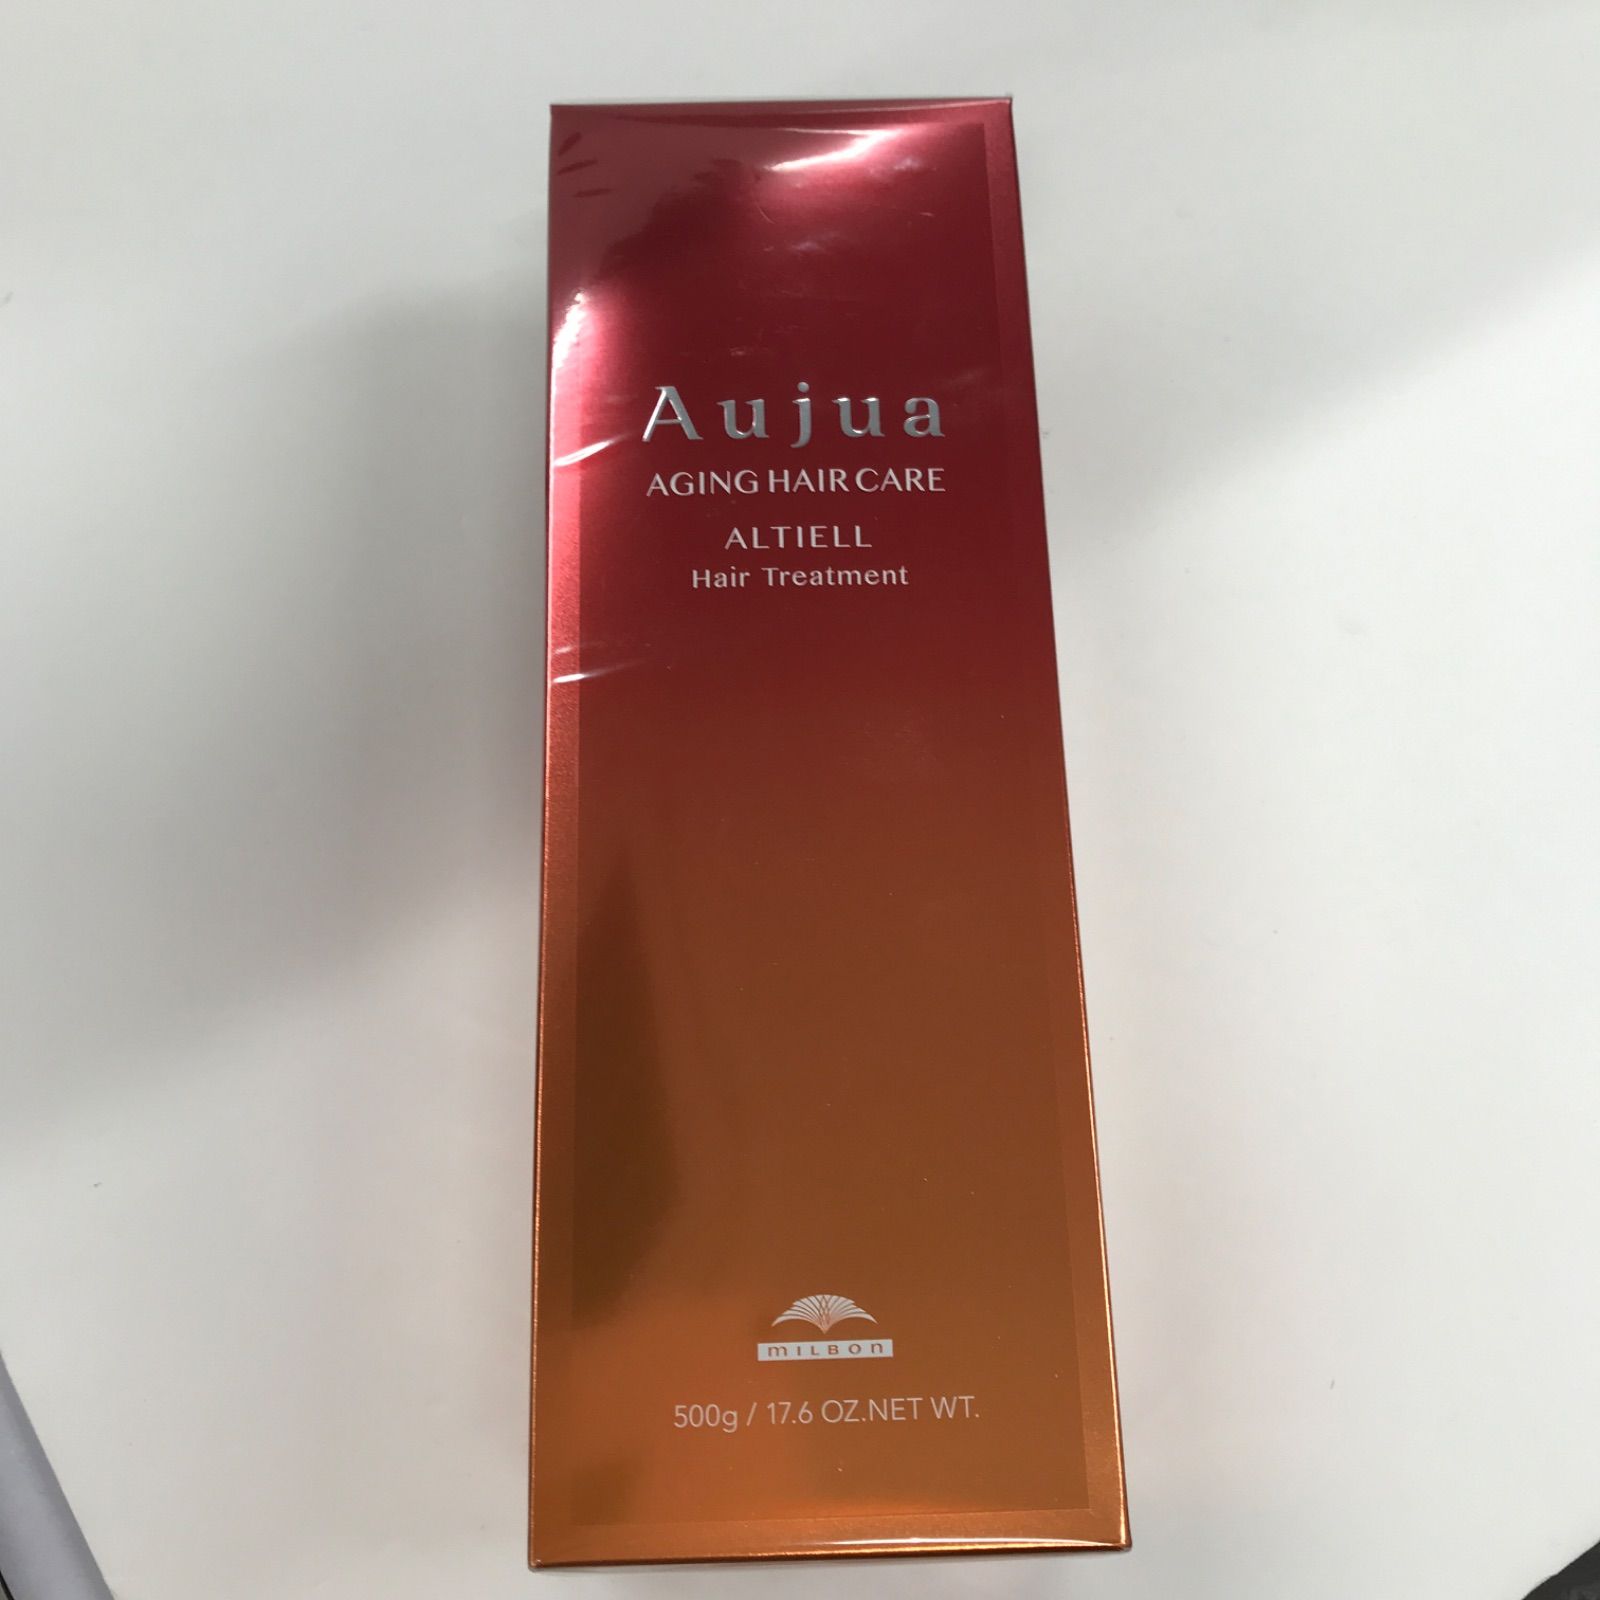 Aujua
AGING HAIR CARE
ALTIELL
Hair Treatment
MILBON
500g / 17.6 OZ.NET WT.